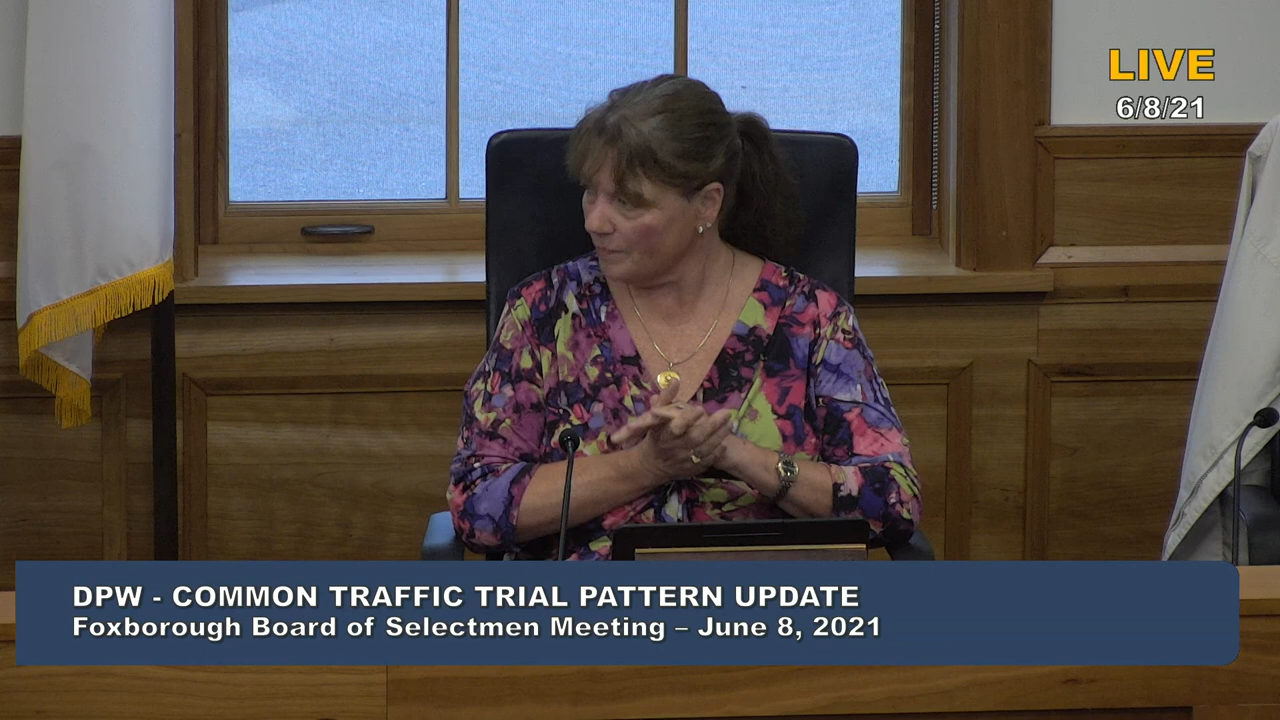 LIVE
6/8/21
DPW - COMMON TRAFFIC TRIAL PATTERN UPDATE
Foxborough Board of Selectmen Meeting – June 8, 2021